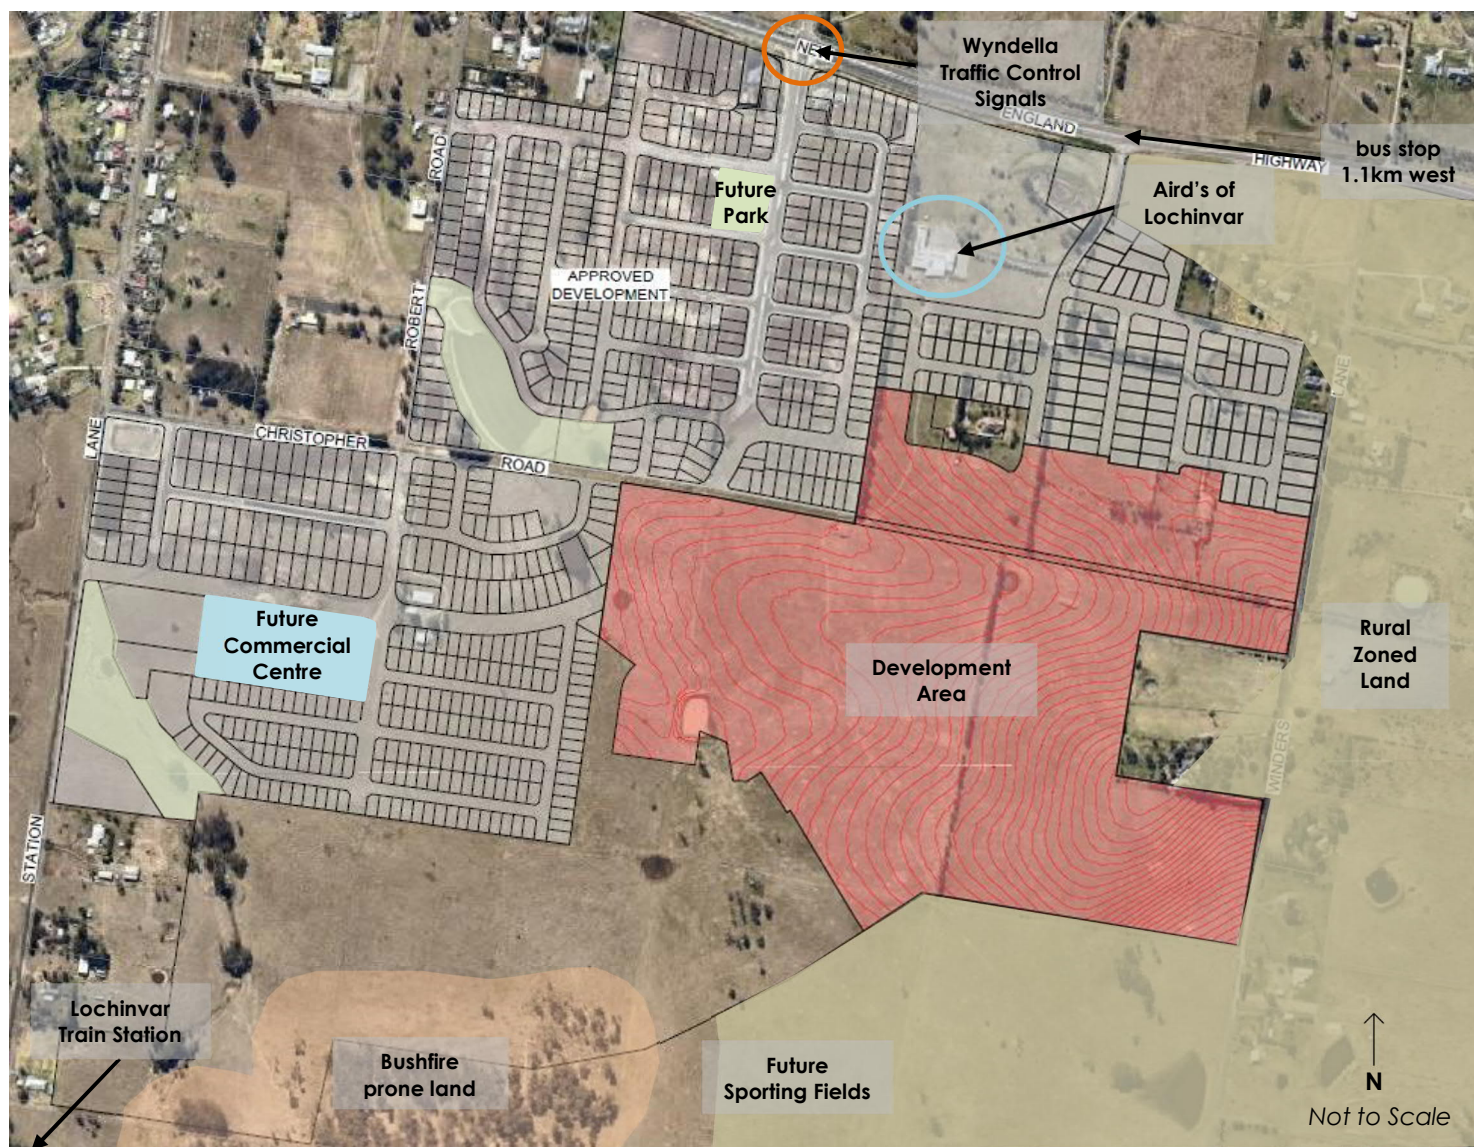 NEW
Wyndella
Traffic Control
Signals
ENGLAND
HIGHWAY
bus stop
1.1km west
Aird's of
Lochinvar
Future
Park
ROAD
ROBERT
APPROVED
DEVELOPMENT
LANE
LANE
CHRISTOPHER
ROAD
Future
Commercial
Centre
Development
Area
Rural
Zoned
Land
WINDERS
STATION
Lochinvar
Train Station
Bushfire
prone land
Future
Sporting Fields
N
Not to Scale